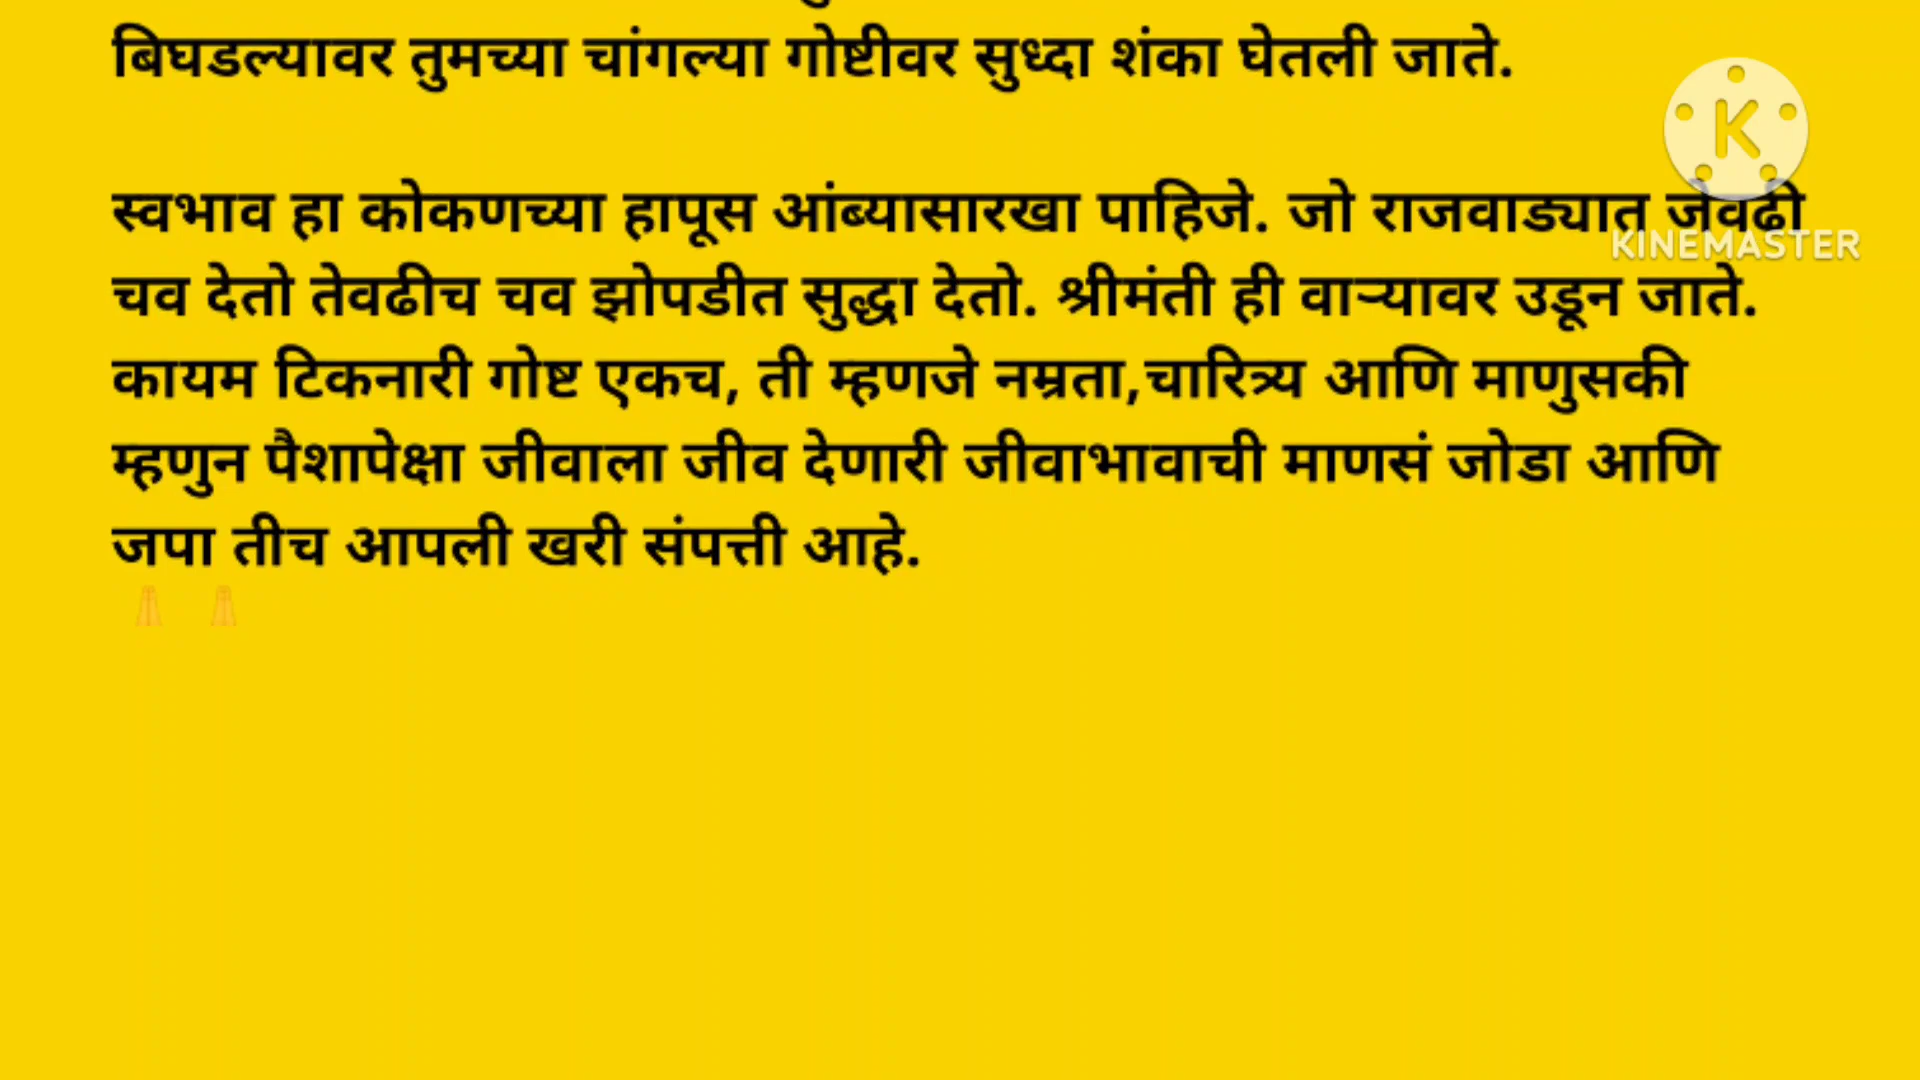 बिघडल्यावर तुमच्या चांगल्या गोष्टीवर सुध्दा शंका घेतली जाते.
स्वभाव हा कोकणच्या हापूस आंब्यासारखा पाहिजे. जो राजवाड्यात जेवढी
चव देतो तेवढीच चव झोपडीत सुद्धा देतो. श्रीमंती ही वाऱ्यावर उडून जाते.
कायम टिकनारी गोष्ट एकच, ती म्हणजे नम्रता,चारित्र्य आणि माणुसकी
म्हणुन पैशापेक्षा जीवाला जीव देणारी जीवाभावाची माणसं जोडा आणि
जपा तीच आपली खरी संपत्ती आहे.
K
KINEMASTER